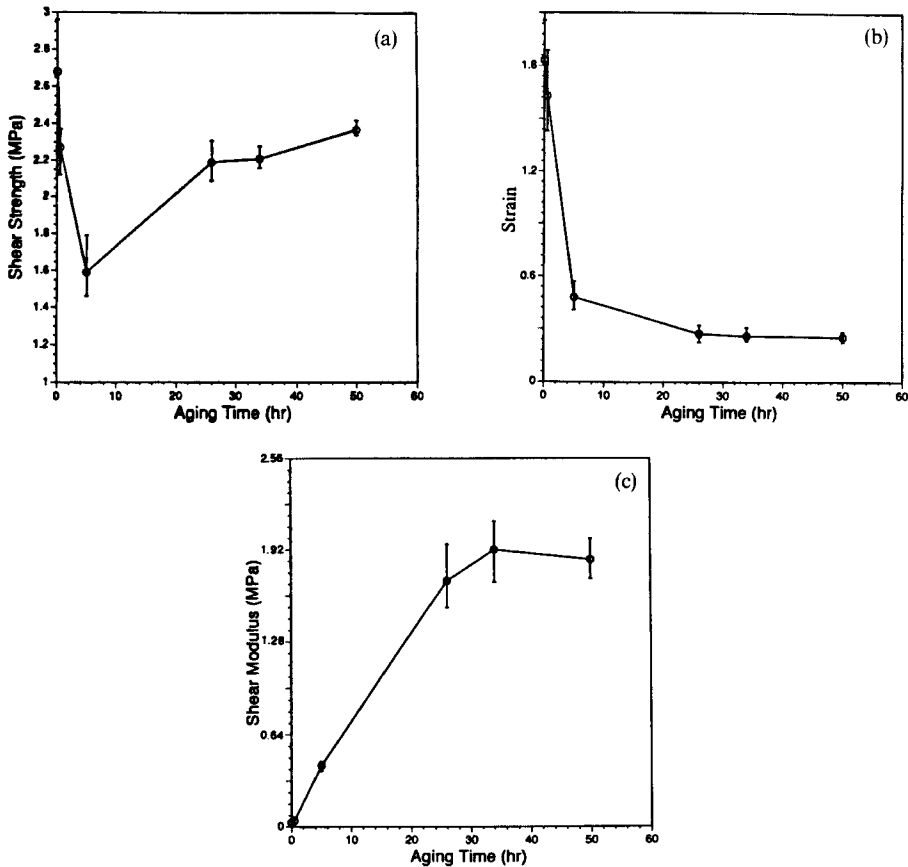 (a)
3
2.8
2.6
2.4
2.2
2
1.8
1.6
1.4
1.2
1
0 10 20 30 40 50 60
Shear Strength (MPa)
Aging Time (hr)
(b)
1.8
1.2
0.6
0
0 10 20 30 40 50 60
Strain
Aging Time (hr)
(c)
2.56
1.92
1.28
0.64
0
0 10 20 30 40 50 60
Shear Modulus (MPa)
Aging Time (hr)